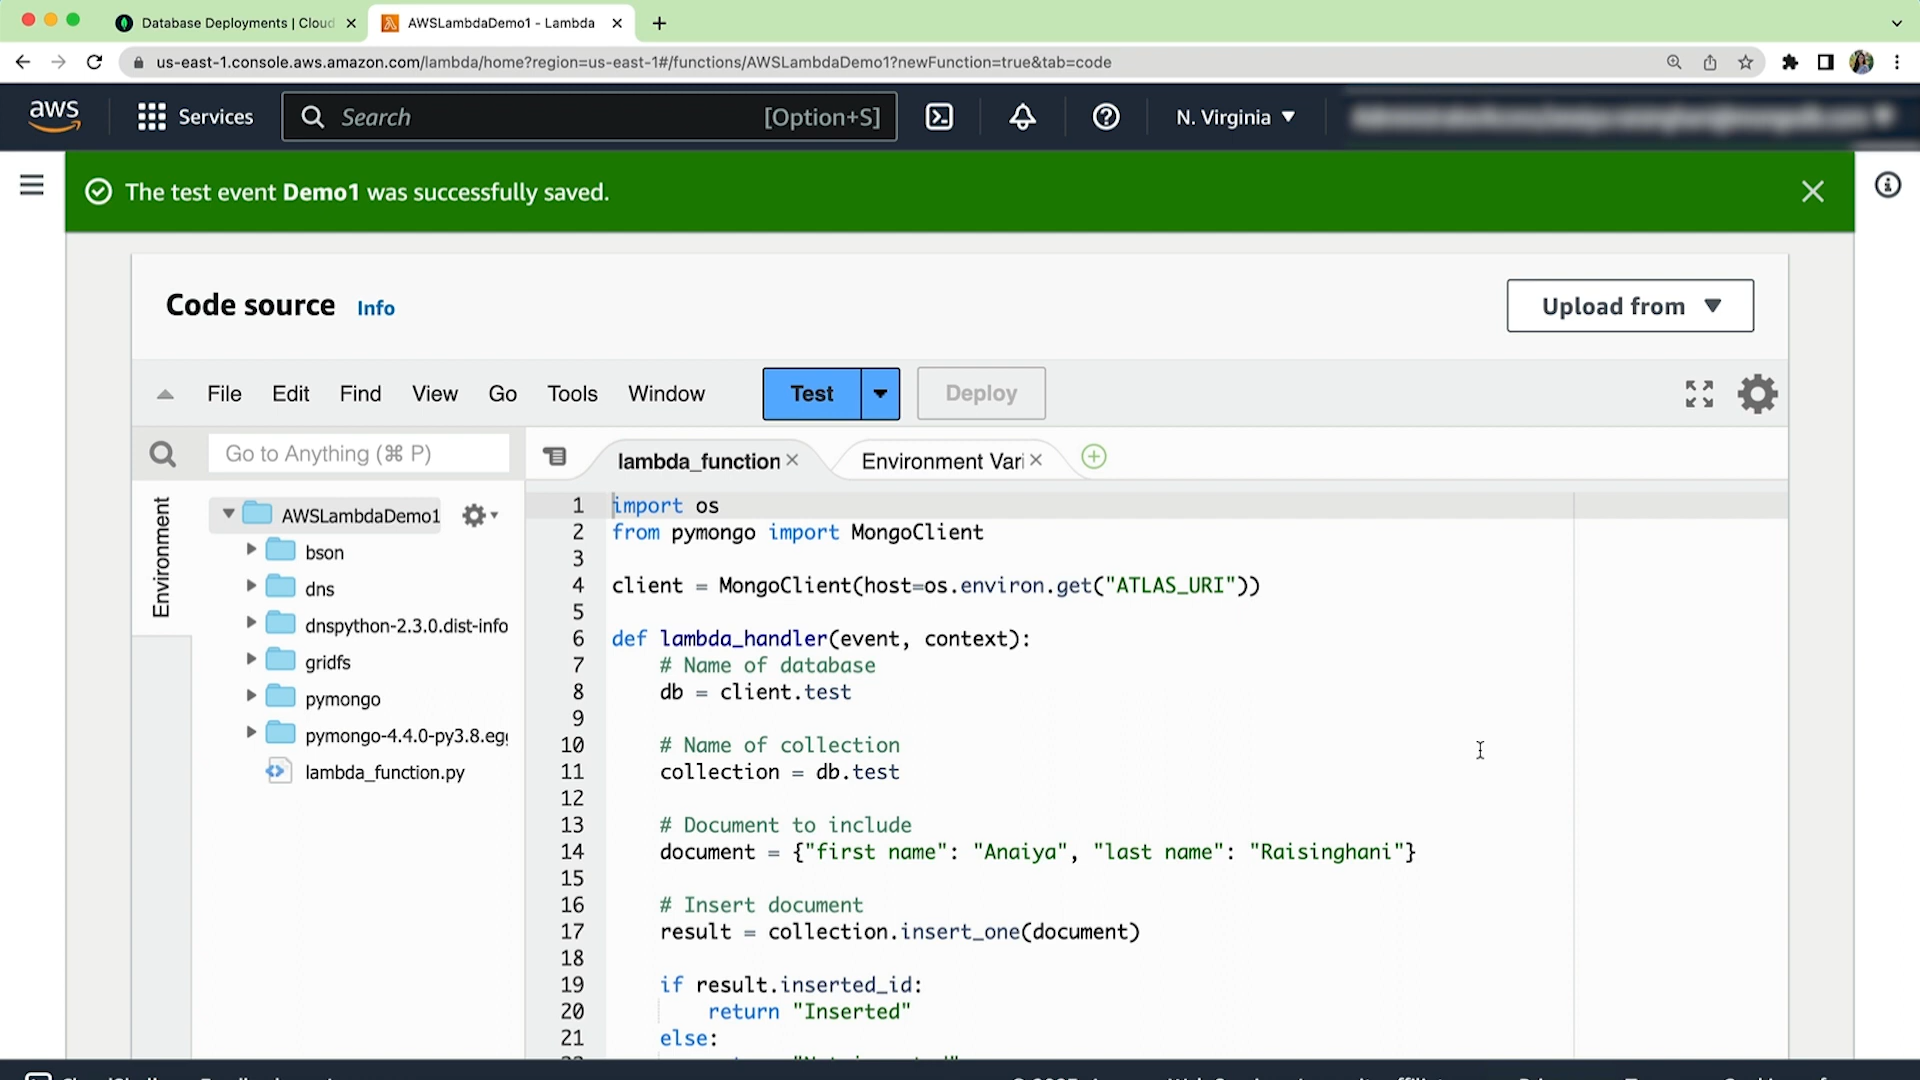 Database Deployments | Cloud
AWSLambdaDemo1 - Lambda
us-east-1.console.aws.amazon.com/lambda/home?region=us-east-1#/functions/AWSLambdaDemo1?newFunction=true&tab=code
aws
Services
Search
[Option+S]
N. Virginia
The test event Demo1 was successfully saved.
Code source Info
Upload from
File Edit Find View Go Tools Window Test Deploy
Go to Anything (⌘ P)
lambda_function
Environment Vari
Environment
AWSLambdaDemo1
bson
dns
dnspython-2.3.0.dist-info
gridfs
pymongo
pymongo-4.4.0-py3.8.egg
lambda_function.py
1 import os
2 from pymongo import MongoClient
3
4 client = MongoClient(host=os.environ.get("ATLAS_URI"))
5
6 def lambda_handler(event, context):
7 # Name of database
8 db = client.test
9
10 # Name of collection
11 collection = db.test
12
13 # Document to include
14 document = {"first name": "Anaiya", "last name": "Raisinghani"}
15
16 # Insert document
17 result = collection.insert_one(document)
18
19 if result.inserted_id:
20 return "Inserted"
21 else: